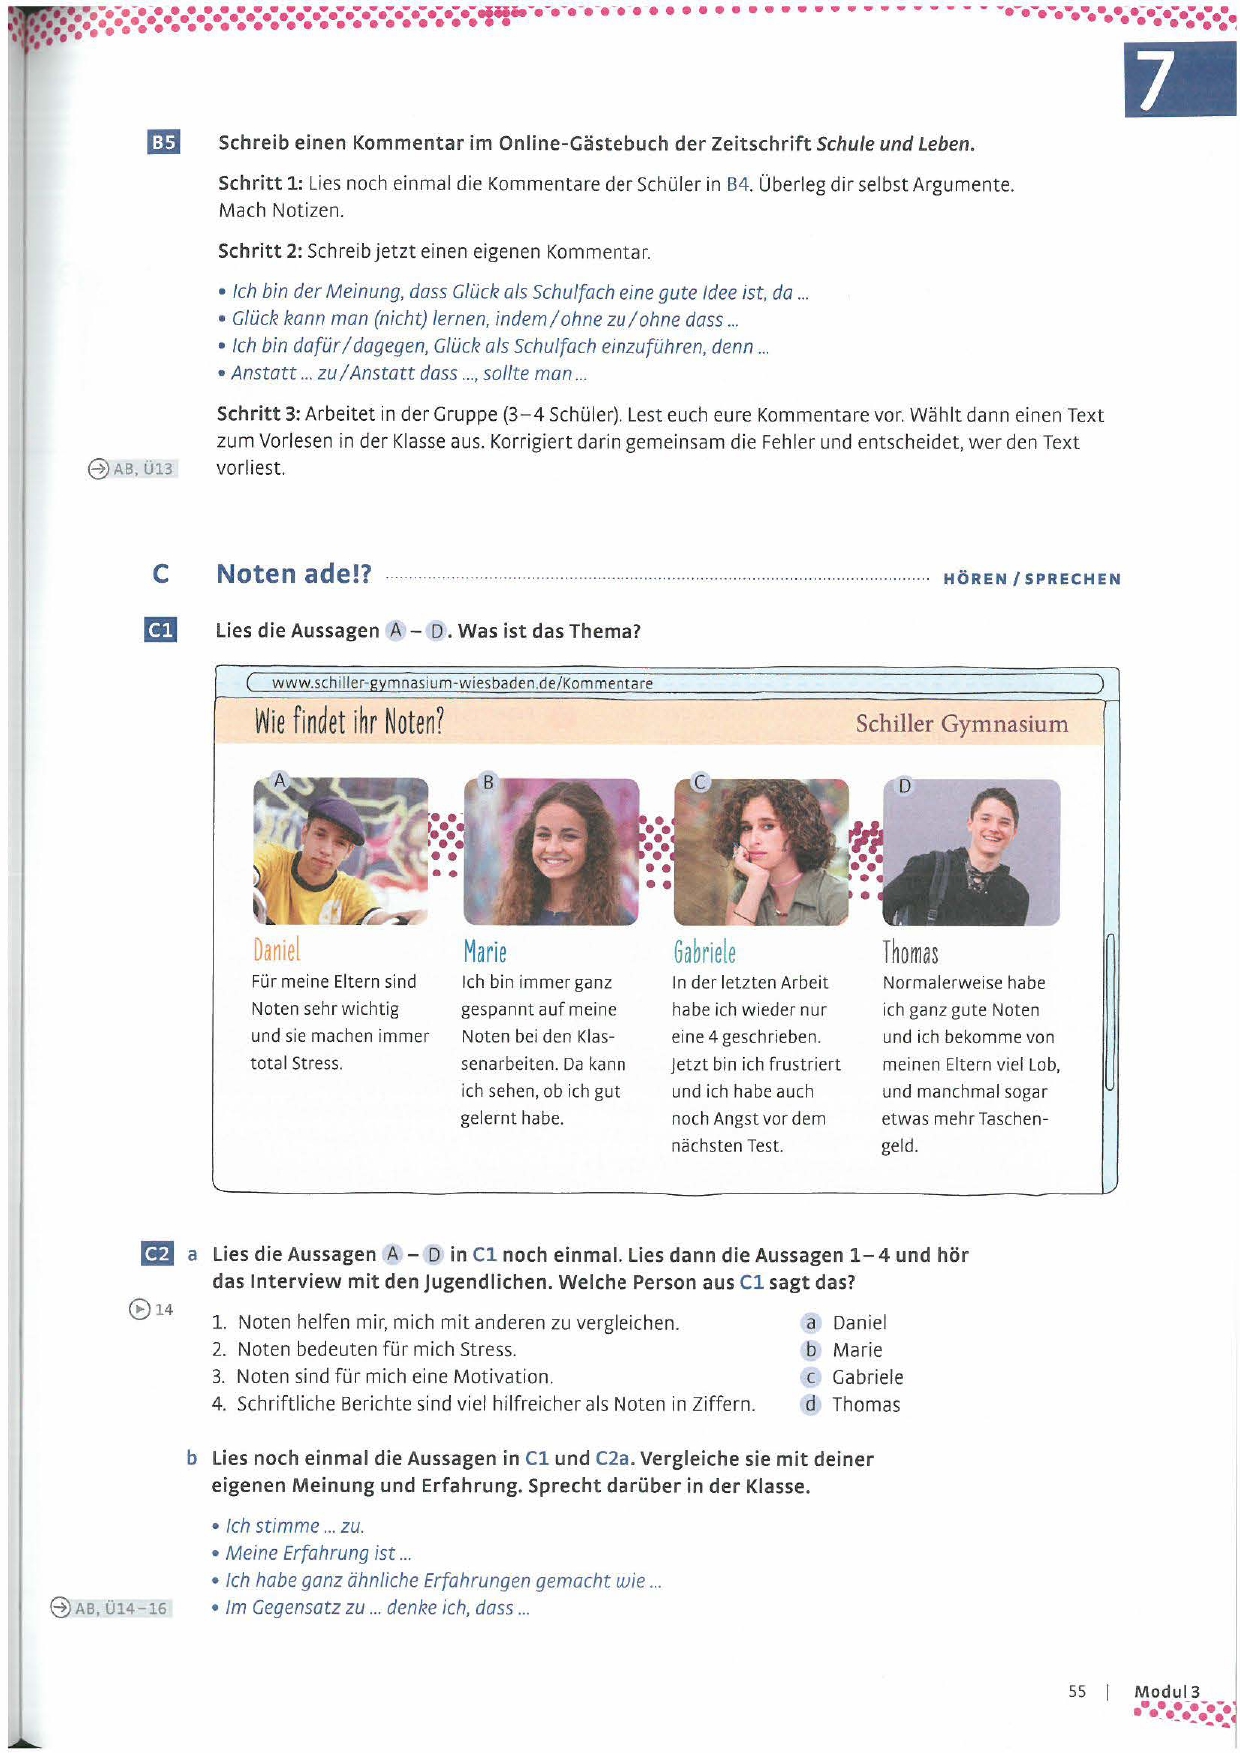 7
B5 Schreib einen Kommentar im Online-Gästebuch der Zeitschrift Schule und Leben.
Schritt 1: Lies noch einmal die Kommentare der Schüler in B4. Überleg dir selbst Argumente.
Mach Notizen.
Schritt 2: Schreib jetzt einen eigenen Kommentar.
• Ich bin der Meinung, dass Glück als Schulfach eine gute Idee ist, da ...
• Glück kann man (nicht) lernen, indem/ohne zu/ohne dass ...
• Ich bin dafür/dagegen, Glück als Schulfach einzuführen, denn ...
• Anstatt ... zu/Anstatt dass ..., sollte man ...
Schritt 3: Arbeitet in der Gruppe (3–4 Schüler). Lest euch eure Kommentare vor. Wählt dann einen Text
zum Vorlesen in der Klasse aus. Korrigiert darin gemeinsam die Fehler und entscheidet, wer den Text
AB, Ü13 vorliest.
C Noten ade!? HÖREN / SPRECHEN
C1 Lies die Aussagen A – D. Was ist das Thema?
www.schiller-gymnasium-wiesbaden.de/Kommentare
Wie findet ihr Noten? Schiller Gymnasium
A
B
C
D
Daniel
Für meine Eltern sind
Noten sehr wichtig
und sie machen immer
total Stress.
Marie
Ich bin immer ganz
gespannt auf meine
Noten bei den Klas-
senarbeiten. Da kann
ich sehen, ob ich gut
gelernt habe.
Gabriele
In der letzten Arbeit
habe ich wieder nur
eine 4 geschrieben.
Jetzt bin ich frustriert
und ich habe auch
noch Angst vor dem
nächsten Test.
Thomas
Normalerweise habe
ich ganz gute Noten
und ich bekomme von
meinen Eltern viel Lob,
und manchmal sogar
etwas mehr Taschen-
geld.
C2 a Lies die Aussagen A – D in C1 noch einmal. Lies dann die Aussagen 1–4 und hör
das Interview mit den Jugendlichen. Welche Person aus C1 sagt das?
14
1. Noten helfen mir, mich mit anderen zu vergleichen. a Daniel
2. Noten bedeuten für mich Stress. b Marie
3. Noten sind für mich eine Motivation. c Gabriele
4. Schriftliche Berichte sind viel hilfreicher als Noten in Ziffern. d Thomas
b Lies noch einmal die Aussagen in C1 und C2a. Vergleiche sie mit deiner
eigenen Meinung und Erfahrung. Sprecht darüber in der Klasse.
• Ich stimme ... zu.
• Meine Erfahrung ist ...
• Ich habe ganz ähnliche Erfahrungen gemacht wie ...
AB, Ü14–16 • Im Gegensatz zu ... denke ich, dass ...
55 | Modul 3